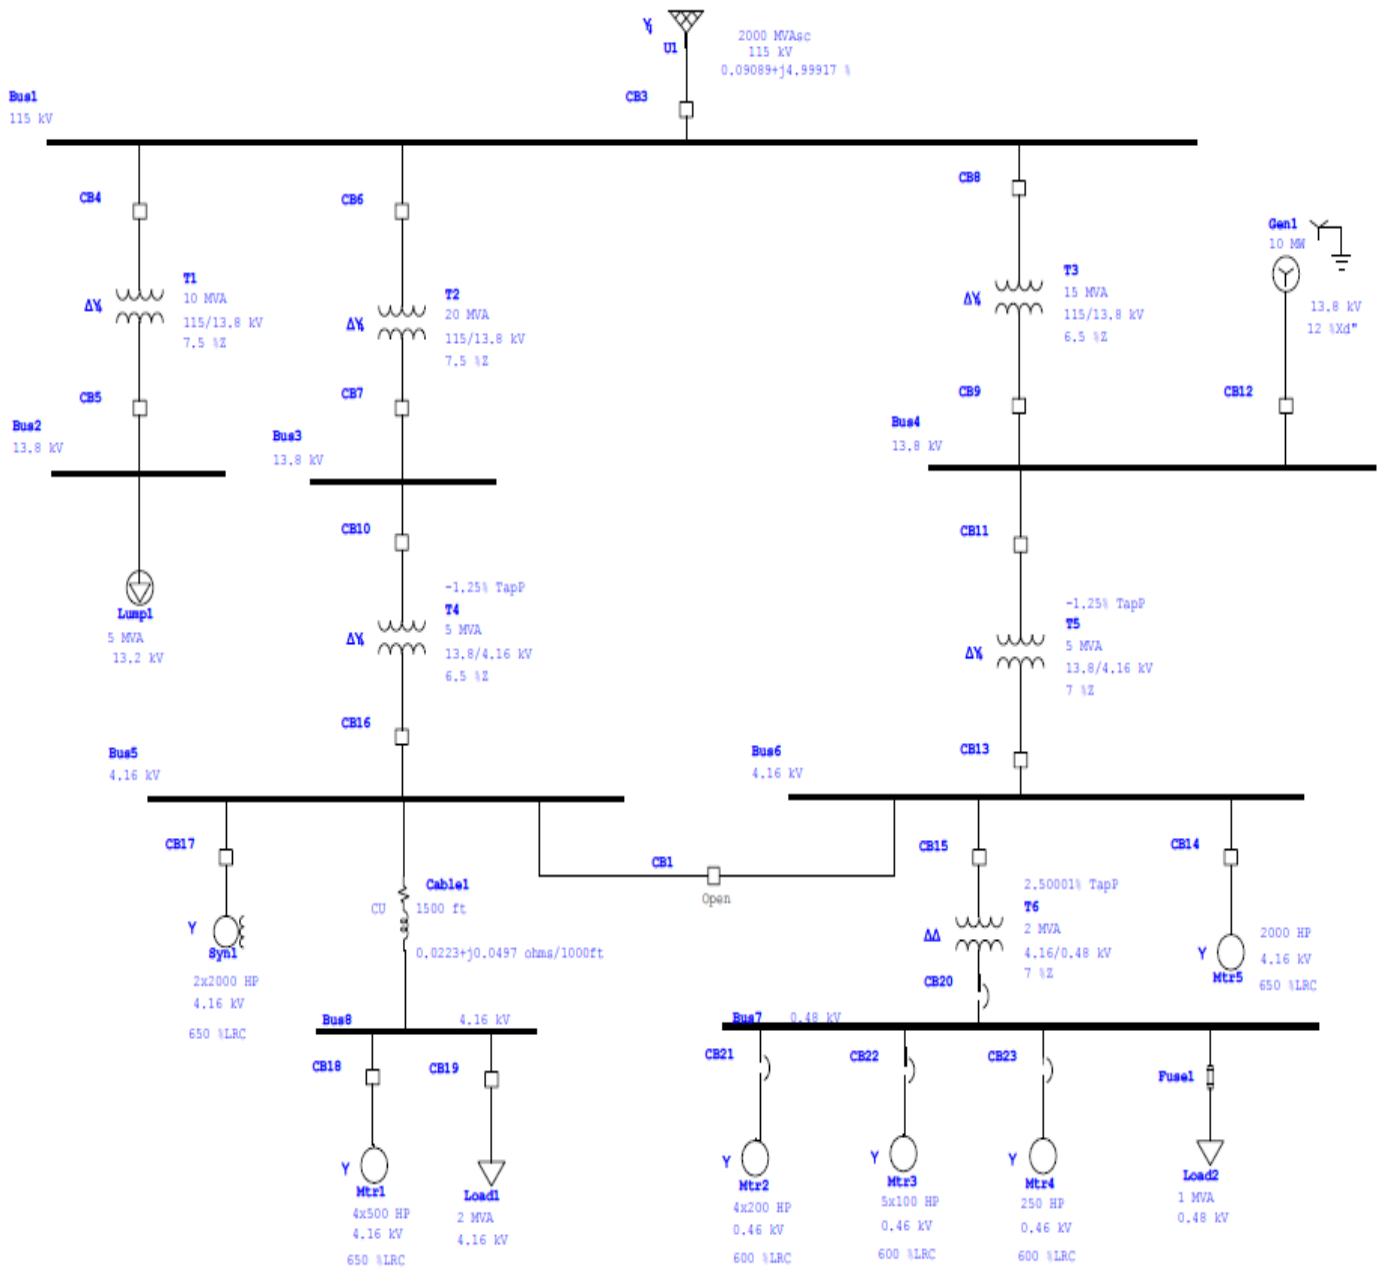 Y
U1
2000 MVAsc
115 kV
0.09089+j4.99917 %
CB3
Bus1
115 kV
CB4
CB6
CB8
Gen1
10 MW
13.8 kV
12 %Xd"
T1
10 MVA
115/13.8 kV
7.5 %Z
ΔY
T2
20 MVA
115/13.8 kV
7.5 %Z
ΔY
T3
15 MVA
115/13.8 kV
6.5 %Z
ΔY
CB5
CB7
CB9
CB12
Bus2
13.8 kV
Bus3
13.8 kV
Bus4
13.8 kV
CB10
CB11
Lump1
5 MVA
13.2 kV
-1.25% TapP
T4
5 MVA
13.8/4.16 kV
6.5 %Z
ΔY
-1.25% TapP
T5
5 MVA
13.8/4.16 kV
7 %Z
ΔY
CB16
CB13
Bus5
4.16 kV
Bus6
4.16 kV
CB17
CB1
Open
CB15
CB14
Cable1
CU 1500 ft
0.0223+j0.0497 ohms/1000ft
Y
Syn1
2x2000 HP
4.16 kV
650 %LRC
2.50001% TapP
T6
2 MVA
4.16/0.48 kV
7 %Z
ΔΔ
CB20
Y
Mtr5
2000 HP
4.16 kV
650 %LRC
Bus8 4.16 kV
Bus7 0.48 kV
CB18
CB19
CB21
CB22
CB23
Fuse1
Y
Mtr1
4x500 HP
4.16 kV
650 %LRC
Load1
2 MVA
4.16 kV
Y
Mtr2
4x200 HP
0.46 kV
600 %LRC
Y
Mtr3
5x100 HP
0.46 kV
600 %LRC
Y
Mtr4
250 HP
0.46 kV
600 %LRC
Load2
1 MVA
0.48 kV